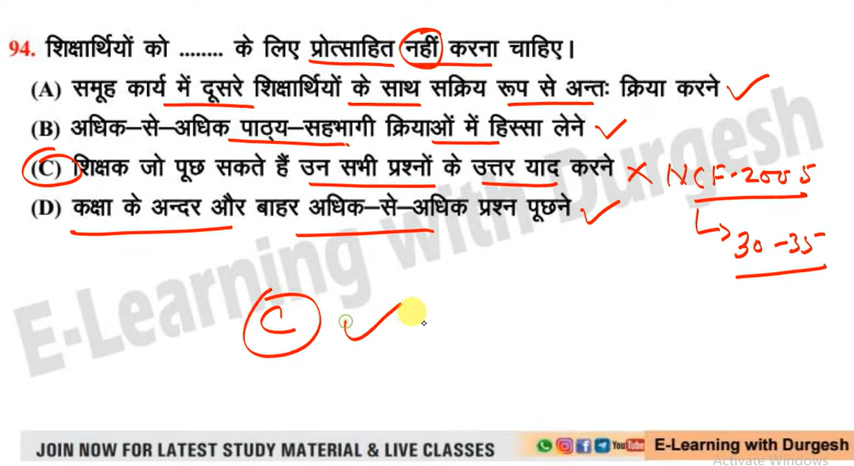 94. शिक्षार्थियों को ........ के लिए प्रोत्साहित नहीं करना चाहिए।
(A) समूह कार्य में दूसरे शिक्षार्थियों के साथ सक्रिय रूप से अन्तः क्रिया करने
(B) अधिक–से–अधिक पाठ्य–सहभागी क्रियाओं में हिस्सा लेने
(C) शिक्षक जो पूछ सकते हैं उन सभी प्रश्नों के उत्तर याद करने
NCF-2005
(D) कक्षा के अन्दर और बाहर अधिक–से–अधिक प्रश्न पूछने
30-35
C
E-Learning with Durgesh
JOIN NOW FOR LATEST STUDY MATERIAL & LIVE CLASSES
YouTube
E-Learning with Durgesh
Activate Windows